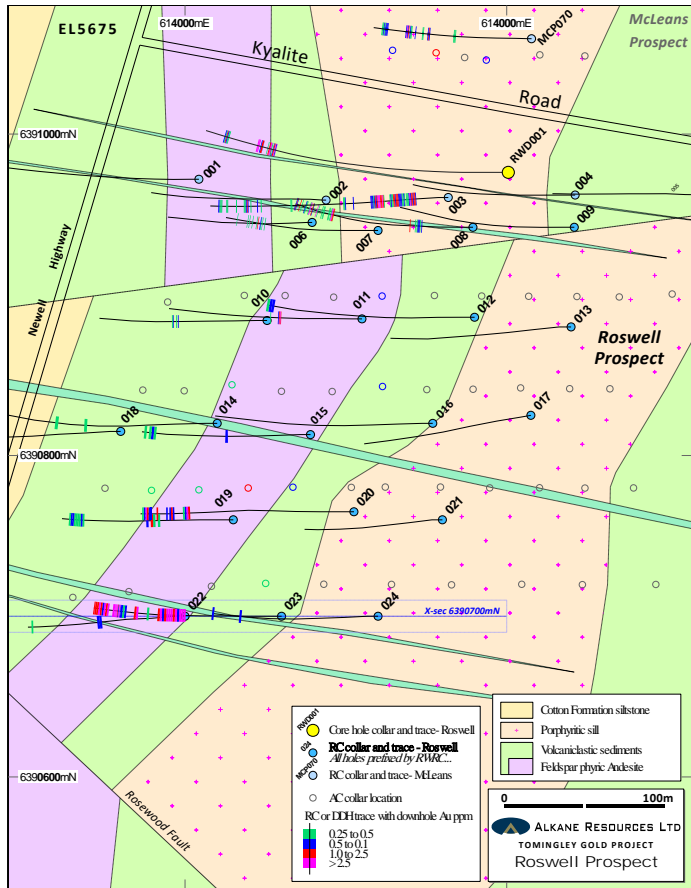 EL5675
614000mE
614000mE
McLeans
Prospect
MCP070
Kyalite
Road
6391000mN
RWD001
001
002
003
004
005
006
007
008
009
Newell
Highway
010
011
012
013
Roswell
Prospect
014
015
016
017
018
6390800mN
019
020
021
022
023
024
X-sec 6390700mN
6390600mN
Rosewood Fault
RWD001
Core hole collar and trace- Roswell
024
RC collar and trace - Roswell
All holes prefixed by RWRC...
MCP070
RC collar and trace- McLeans
AC collar location
RC or DDH trace with downhole Au ppm
0.25 to 0.5
0.5 to 0.1
1.0 to 2.5
>2.5
Cotton Formation siltstone
Porphyritic sill
Volcaniclastic sediments
Feldspar phyric Andesite
0
100m
ALKANE RESOURCES LTD
TOMINGLEY GOLD PROJECT
Roswell Prospect